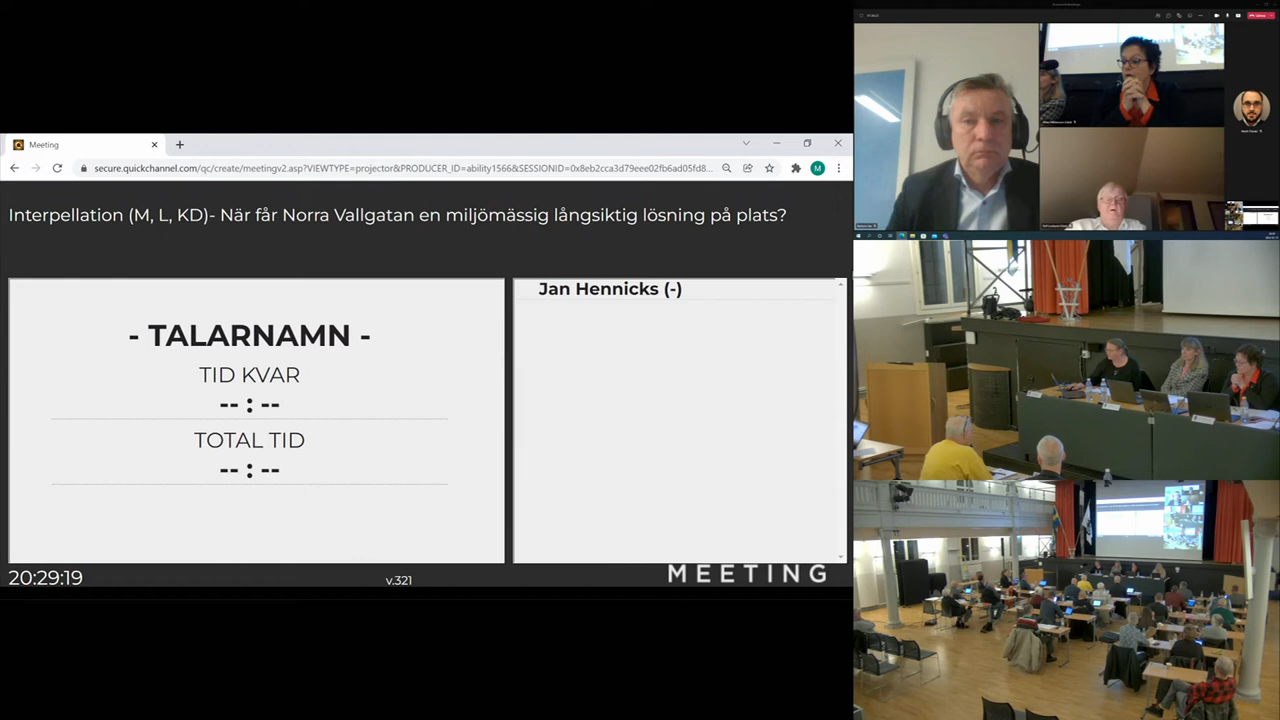 Meeting
secure.quickchannel.com/qc/create/meetingv2.asp?VIEWTYPE=projector&PRODUCER_ID=ability1566&SESSIONID=0x8eb2cca3d79eee02fb6ad05fd8...
M
Interpellation (M, L, KD)- När får Norra Vallgatan en miljömässig långsiktig lösning på plats?
- TALARNAMN -
TID KVAR
-- : --
TOTAL TID
-- : --
Jan Hennicks (-)
20:29:19
v.321
MEETING